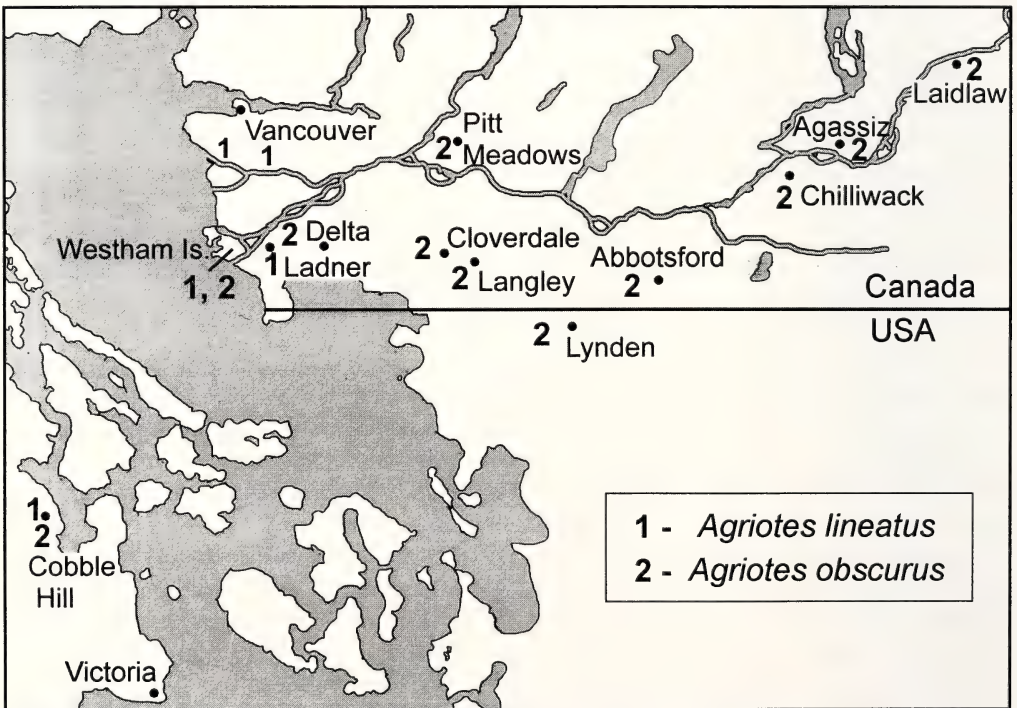 2
Laidlaw
Vancouver
1 1
Pitt
2 Meadows
Agassiz
2
2 Chilliwack
Westham Is.
1, 2
2 Delta
1 Ladner
2 Cloverdale
2 Langley
Abbotsford
2
Canada
USA
2 Lynden
1 - Agriotes lineatus
2 - Agriotes obscurus
1
2
Cobble
Hill
Victoria